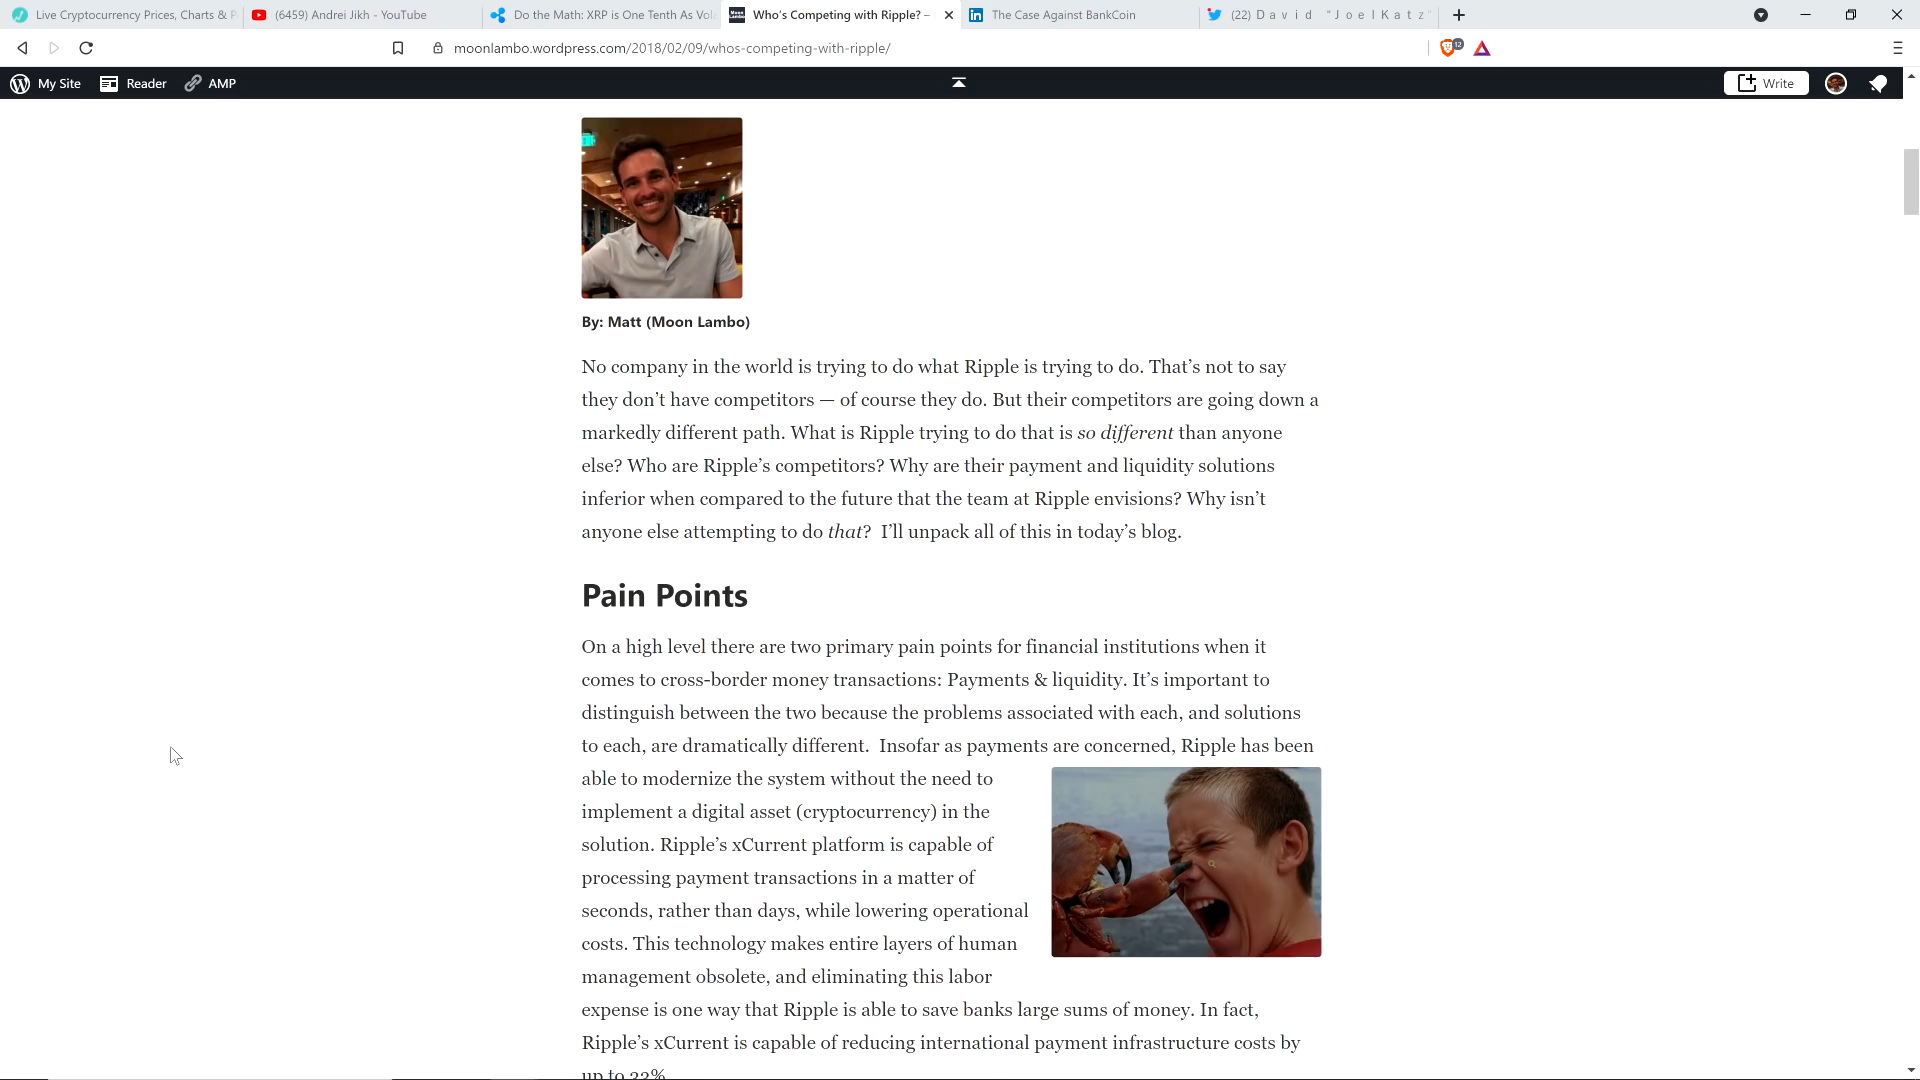 Live Cryptocurrency Prices, Charts & P
(6459) Andrei Jikh - YouTube
Do the Math: XRP is One Tenth As Vola
Who's Competing with Ripple? –
The Case Against BankCoin
(22) D a v i d "J o e l K a t z"
moonlambo.wordpress.com/2018/02/09/whos-competing-with-ripple/
12
My Site
Reader
AMP
Write
By: Matt (Moon Lambo)
No company in the world is trying to do what Ripple is trying to do. That’s not to say
they don’t have competitors — of course they do. But their competitors are going down a
markedly different path. What is Ripple trying to do that is so different than anyone
else? Who are Ripple’s competitors? Why are their payment and liquidity solutions
inferior when compared to the future that the team at Ripple envisions? Why isn’t
anyone else attempting to do that?  I’ll unpack all of this in today’s blog.
Pain Points
On a high level there are two primary pain points for financial institutions when it
comes to cross-border money transactions: Payments & liquidity. It’s important to
distinguish between the two because the problems associated with each, and solutions
to each, are dramatically different.  Insofar as payments are concerned, Ripple has been
able to modernize the system without the need to
implement a digital asset (cryptocurrency) in the
solution. Ripple’s xCurrent platform is capable of
processing payment transactions in a matter of
seconds, rather than days, while lowering operational
costs. This technology makes entire layers of human
management obsolete, and eliminating this labor
expense is one way that Ripple is able to save banks large sums of money. In fact,
Ripple’s xCurrent is capable of reducing international payment infrastructure costs by
up to 33%